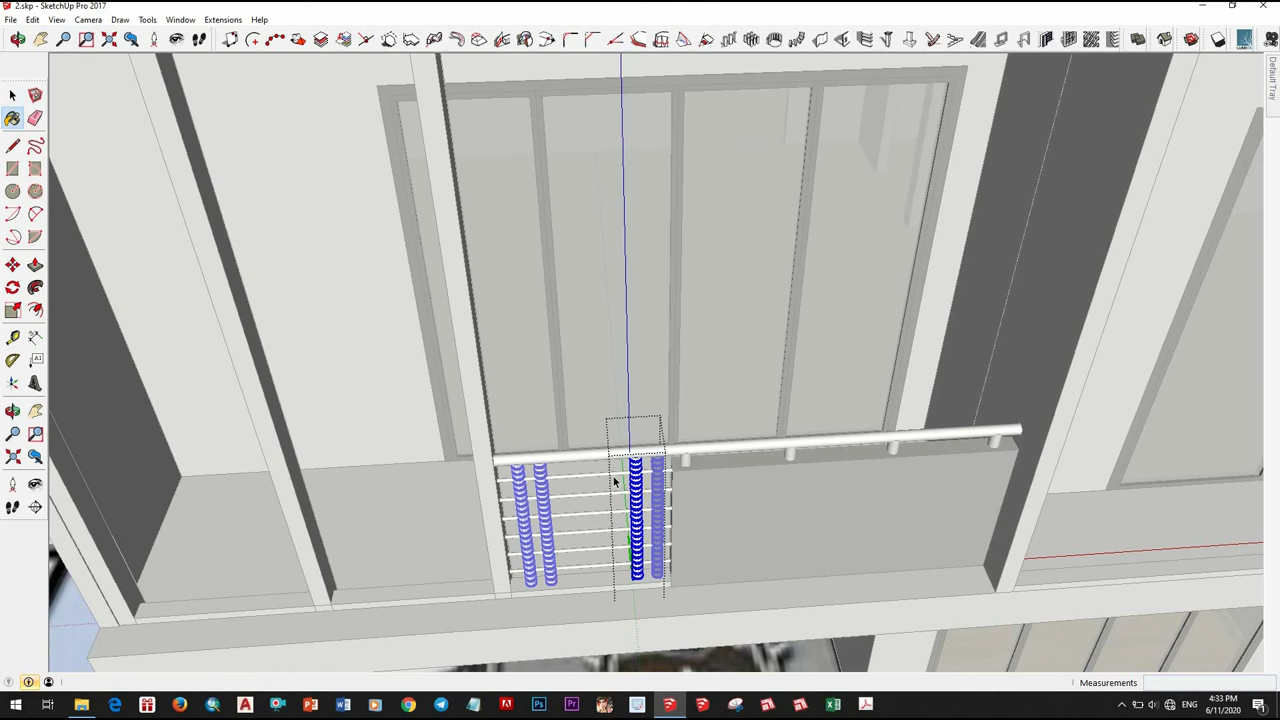 2.skp - SketchUp Pro 2017
File Edit View Camera Draw Tools Window Extensions Help
Default Tray
A1
Measurements
ENG
4:33 PM
6/11/2020